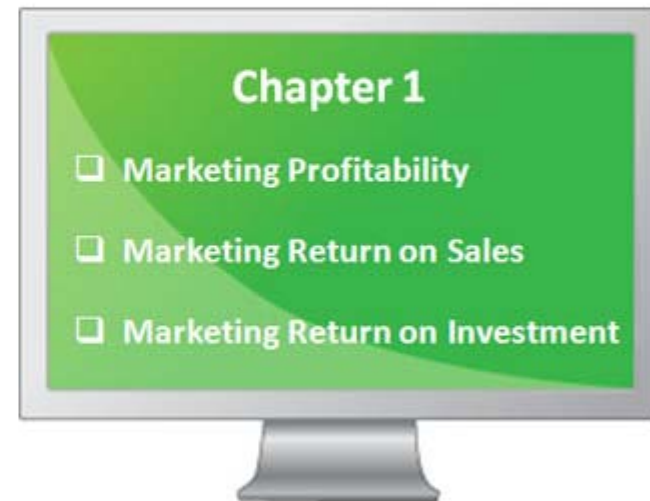 Chapter 1
❑ Marketing Profitability
❑ Marketing Return on Sales
❑ Marketing Return on Investment